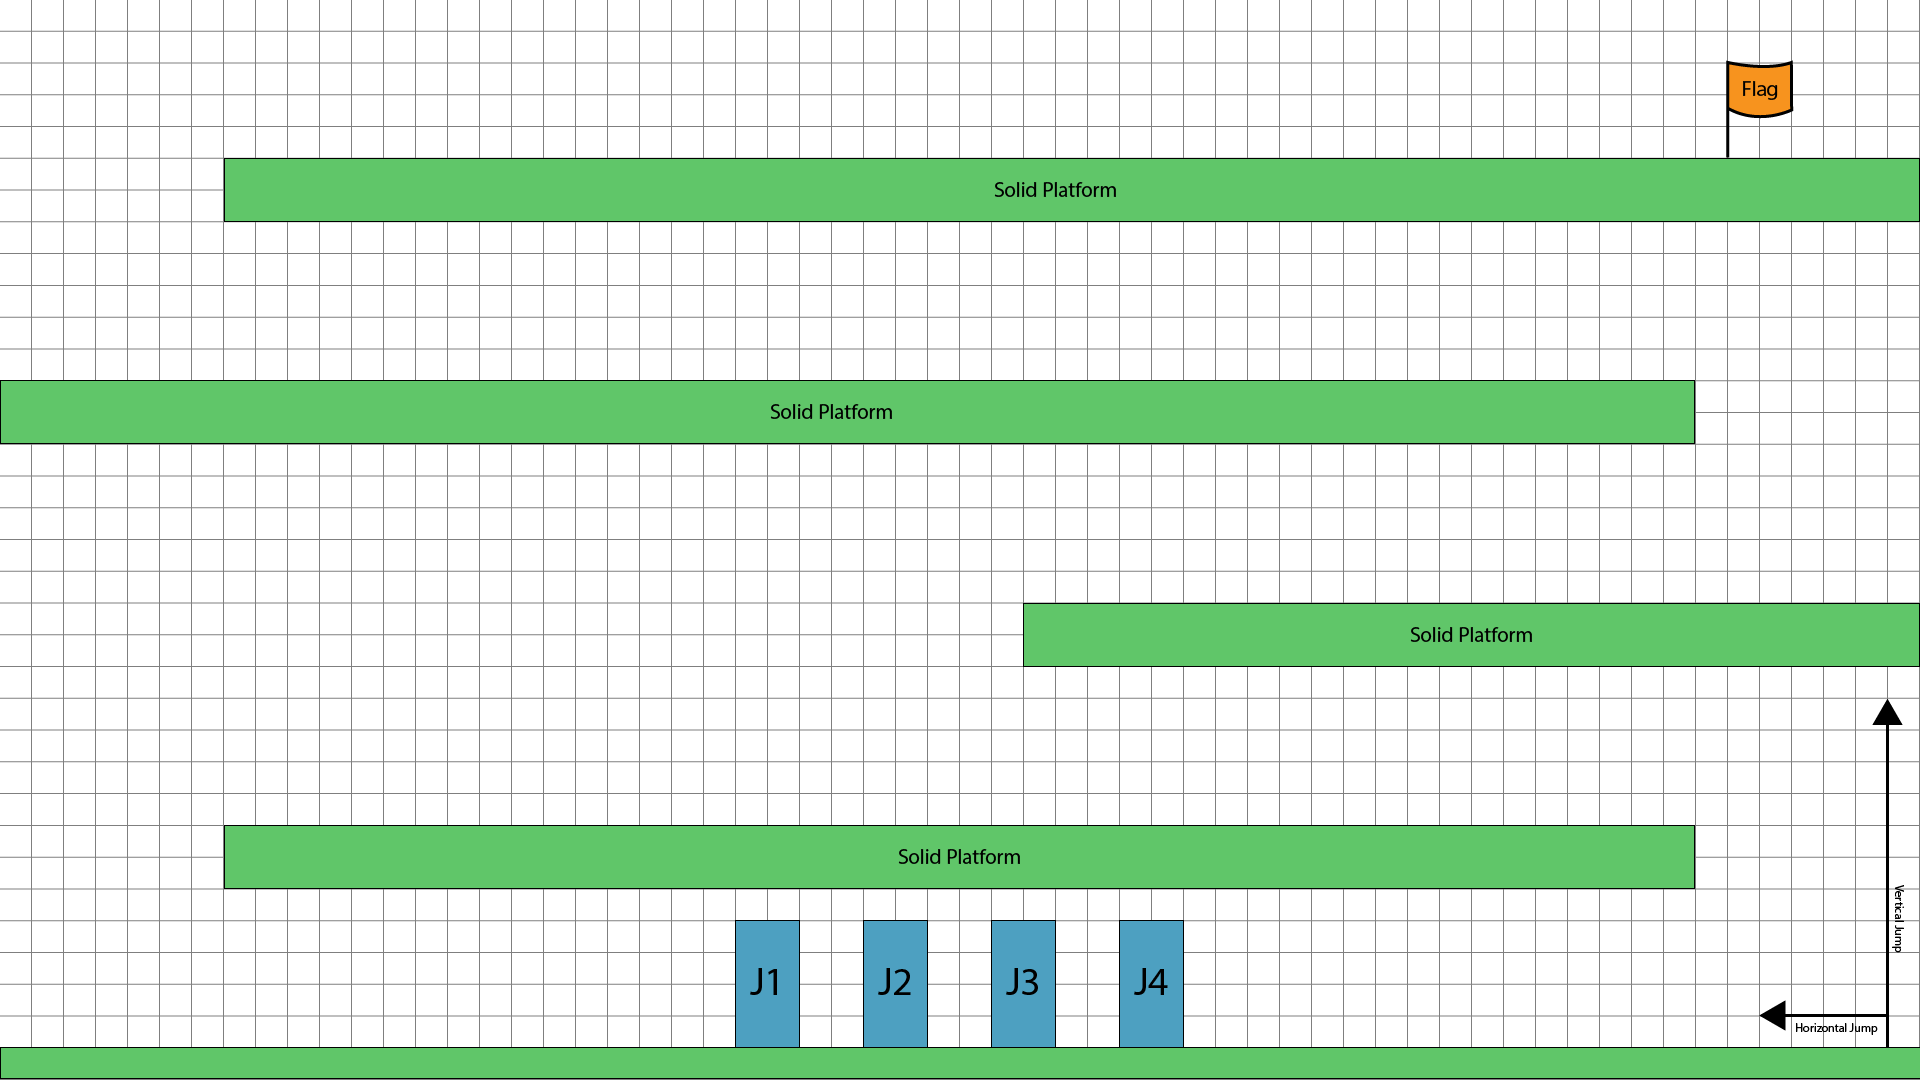 Flag
Solid Platform
Solid Platform
Solid Platform
Solid Platform
Vertical Jump
J1
J2
J3
J4
Horizontal Jump